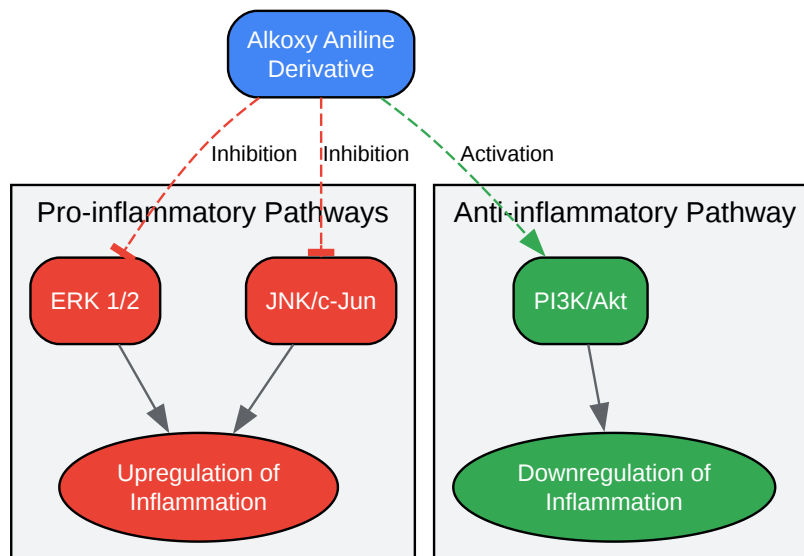 Alkoxy Aniline
Derivative
Inhibition
Inhibition
Activation
Pro-inflammatory Pathways
Anti-inflammatory Pathway
ERK 1/2
JNK/c-Jun
PI3K/Akt
Upregulation of
Inflammation
Downregulation of
Inflammation